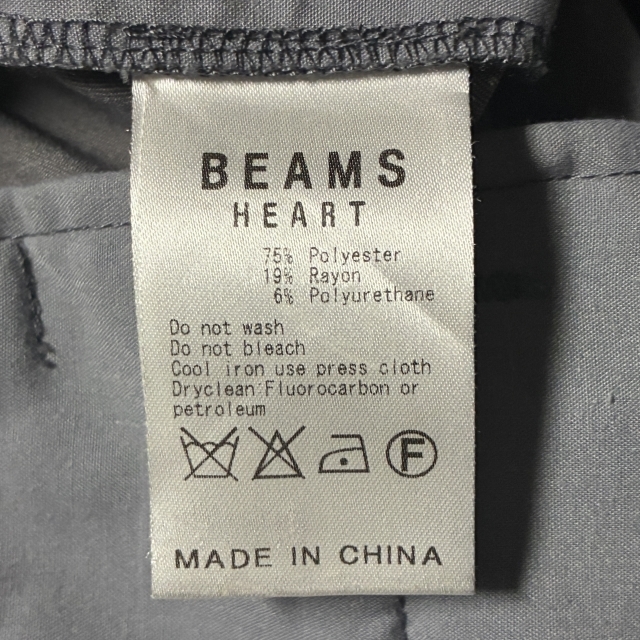 BEAMS
HEART
75% Polyester
19% Rayon
6% Polyurethane
Do not wash
Do not bleach
Cool iron use press cloth
Dryclean:Fluorocarbon or
petroleum
F
MADE IN CHINA